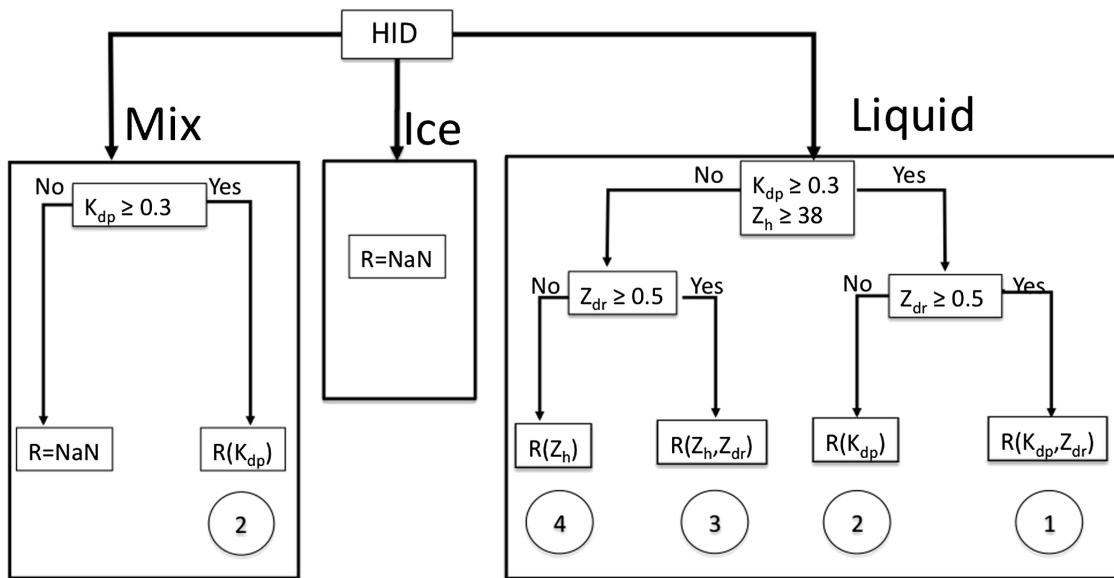 HID
Mix
No
Yes
K_dp ≥ 0.3
R=NaN
R(K_dp)
2
Ice
R=NaN
Liquid
No
Yes
K_dp ≥ 0.3
Z_h ≥ 38
No
Yes
Z_dr ≥ 0.5
No
Yes
Z_dr ≥ 0.5
R(Z_h)
R(Z_h,Z_dr)
R(K_dp)
R(K_dp,Z_dr)
4
3
2
1